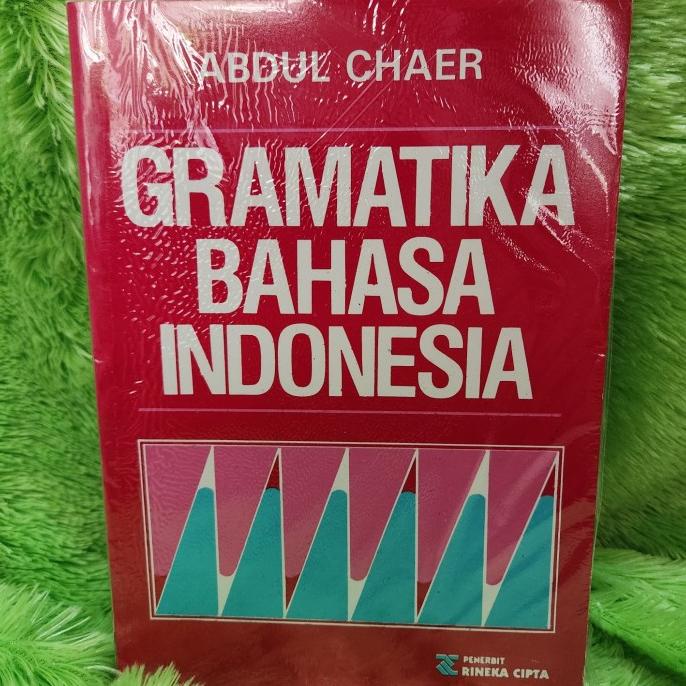 ABDUL CHAER
GRAMATIKA
BAHASA
INDONESIA
PENERBIT
RINEKA CIPTA